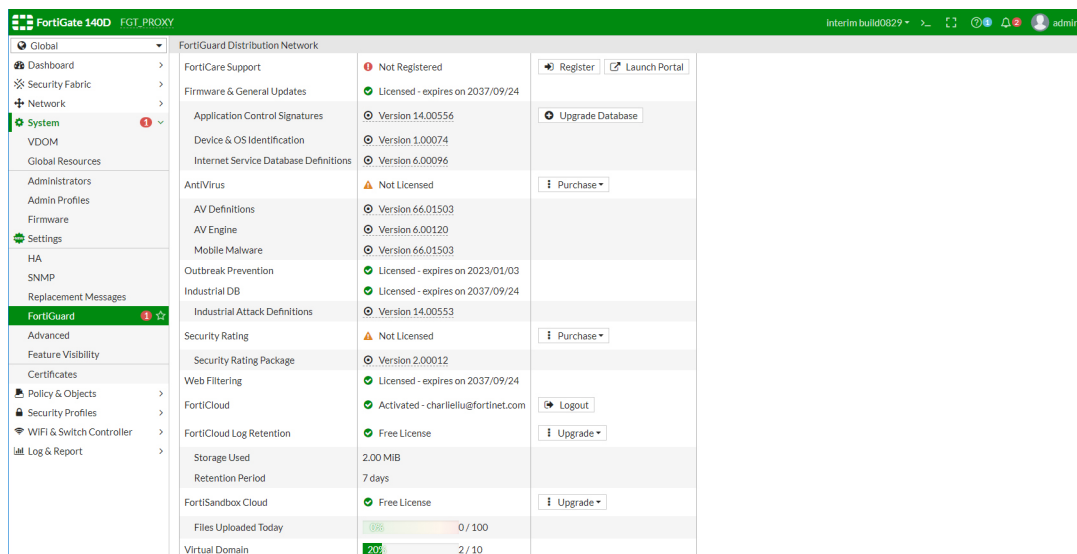 FortiGate 140D FGT_PROXY interim build0829 >_ 1 2 admin
Global FortiGuard Distribution Network
Dashboard FortiCare Support Not Registered Register Launch Portal
Security Fabric Firmware & General Updates Licensed - expires on 2037/09/24
Network Application Control Signatures Version 14.00556 Upgrade Database
System 1
VDOM Device & OS Identification Version 1.00074
Global Resources Internet Service Database Definitions Version 6.00096
Administrators AntiVirus Not Licensed Purchase
Admin Profiles AV Definitions Version 66.01503
Firmware AV Engine Version 6.00120
Settings Mobile Malware Version 66.01503
HA Outbreak Prevention Licensed - expires on 2023/01/03
SNMP Industrial DB Licensed - expires on 2037/09/24
Replacement Messages
FortiGuard 1 Industrial Attack Definitions Version 14.00553
Advanced Security Rating Not Licensed Purchase
Feature Visibility Security Rating Package Version 2.00012
Certificates Web Filtering Licensed - expires on 2037/09/24
Policy & Objects FortiCloud Activated - charlieliu@fortinet.com Logout
Security Profiles
WiFi & Switch Controller FortiCloud Log Retention Free License Upgrade
Log & Report Storage Used 2.00 MiB
Retention Period 7 days
FortiSandbox Cloud Free License Upgrade
Files Uploaded Today 0% 0 / 100
Virtual Domain 20% 2 / 10